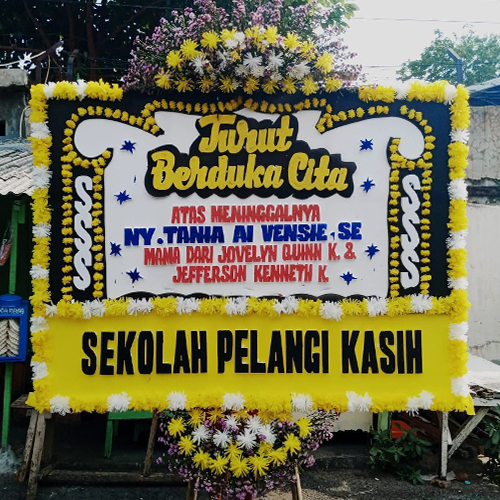 Turut
Berduka Cita
ATAS MENINGGALNYA
NY. TANIA AI VENSIE, SE
MAMA DARI JOVELYN QUINN K. &
JEFFERSON KENNETH K.
SEKOLAH PELANGI KASIH